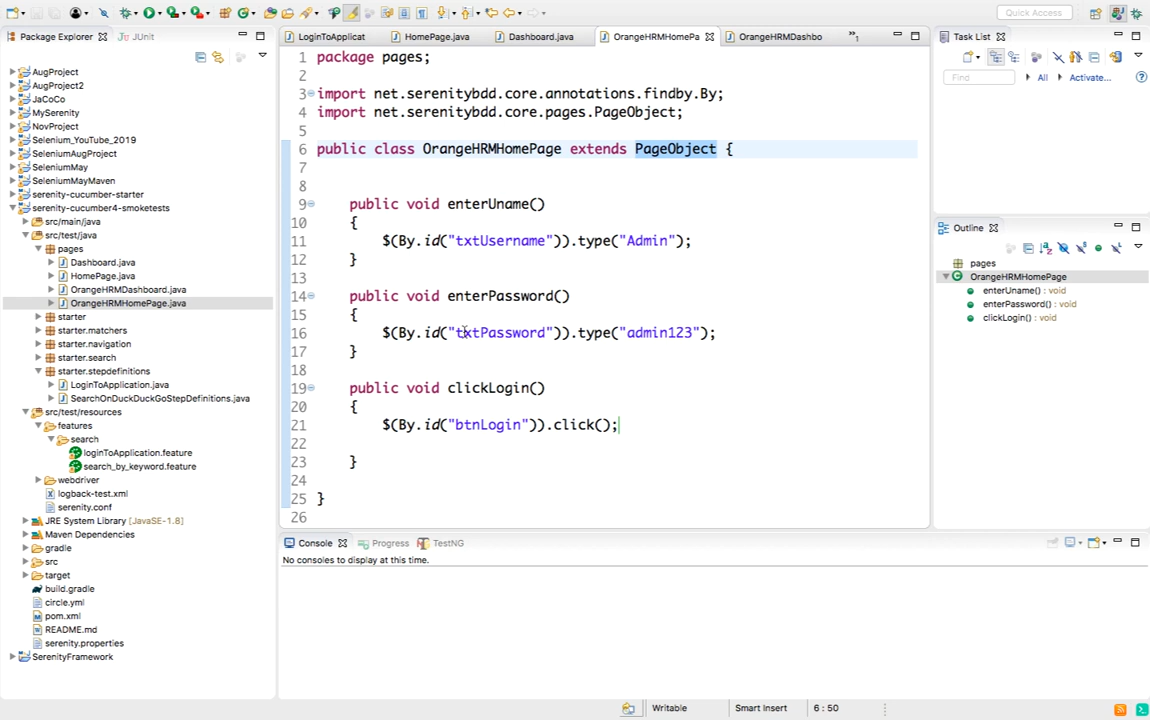 Quick Access
Package Explorer
JUnit
LoginToApplicat
HomePage.java
Dashboard.java
OrangeHRMHomePa
OrangeHRMDashbo
Task List
Find
All
Activate...
AugProject
AugProject2
JaCoCo
MySerenity
NovProject
Selenium_YouTube_2019
SeleniumAugProject
SeleniumMay
SeleniumMayMaven
serenity-cucumber-starter
serenity-cucumber4-smoketests
src/main/java
src/test/java
pages
Dashboard.java
HomePage.java
OrangeHRMDashboard.java
OrangeHRMHomePage.java
starter
starter.matchers
starter.navigation
starter.search
starter.stepdefinitions
LoginToApplication.java
SearchOnDuckDuckGoStepDefinitions.java
src/test/resources
features
search
loginToApplication.feature
search_by_keyword.feature
webdriver
logback-test.xml
serenity.conf
JRE System Library [JavaSE-1.8]
Maven Dependencies
gradle
src
target
build.gradle
circle.yml
pom.xml
README.md
serenity.properties
SerenityFramework
1 package pages;
2
3 import net.serenitybdd.core.annotations.findby.By;
4 import net.serenitybdd.core.pages.PageObject;
5
6 public class OrangeHRMHomePage extends PageObject {
7
8
9 public void enterUname()
10 {
11 $(By.id("txtUsername")).type("Admin");
12 }
13
14 public void enterPassword()
15 {
16 $(By.id("txtPassword")).type("admin123");
17 }
18
19 public void clickLogin()
20 {
21 $(By.id("btnLogin")).click();
22
23 }
24
25 }
26
Outline
pages
OrangeHRMHomePage
enterUname() : void
enterPassword() : void
clickLogin() : void
Console
Progress
TestNG
No consoles to display at this time.
Writable
Smart Insert
6 : 50